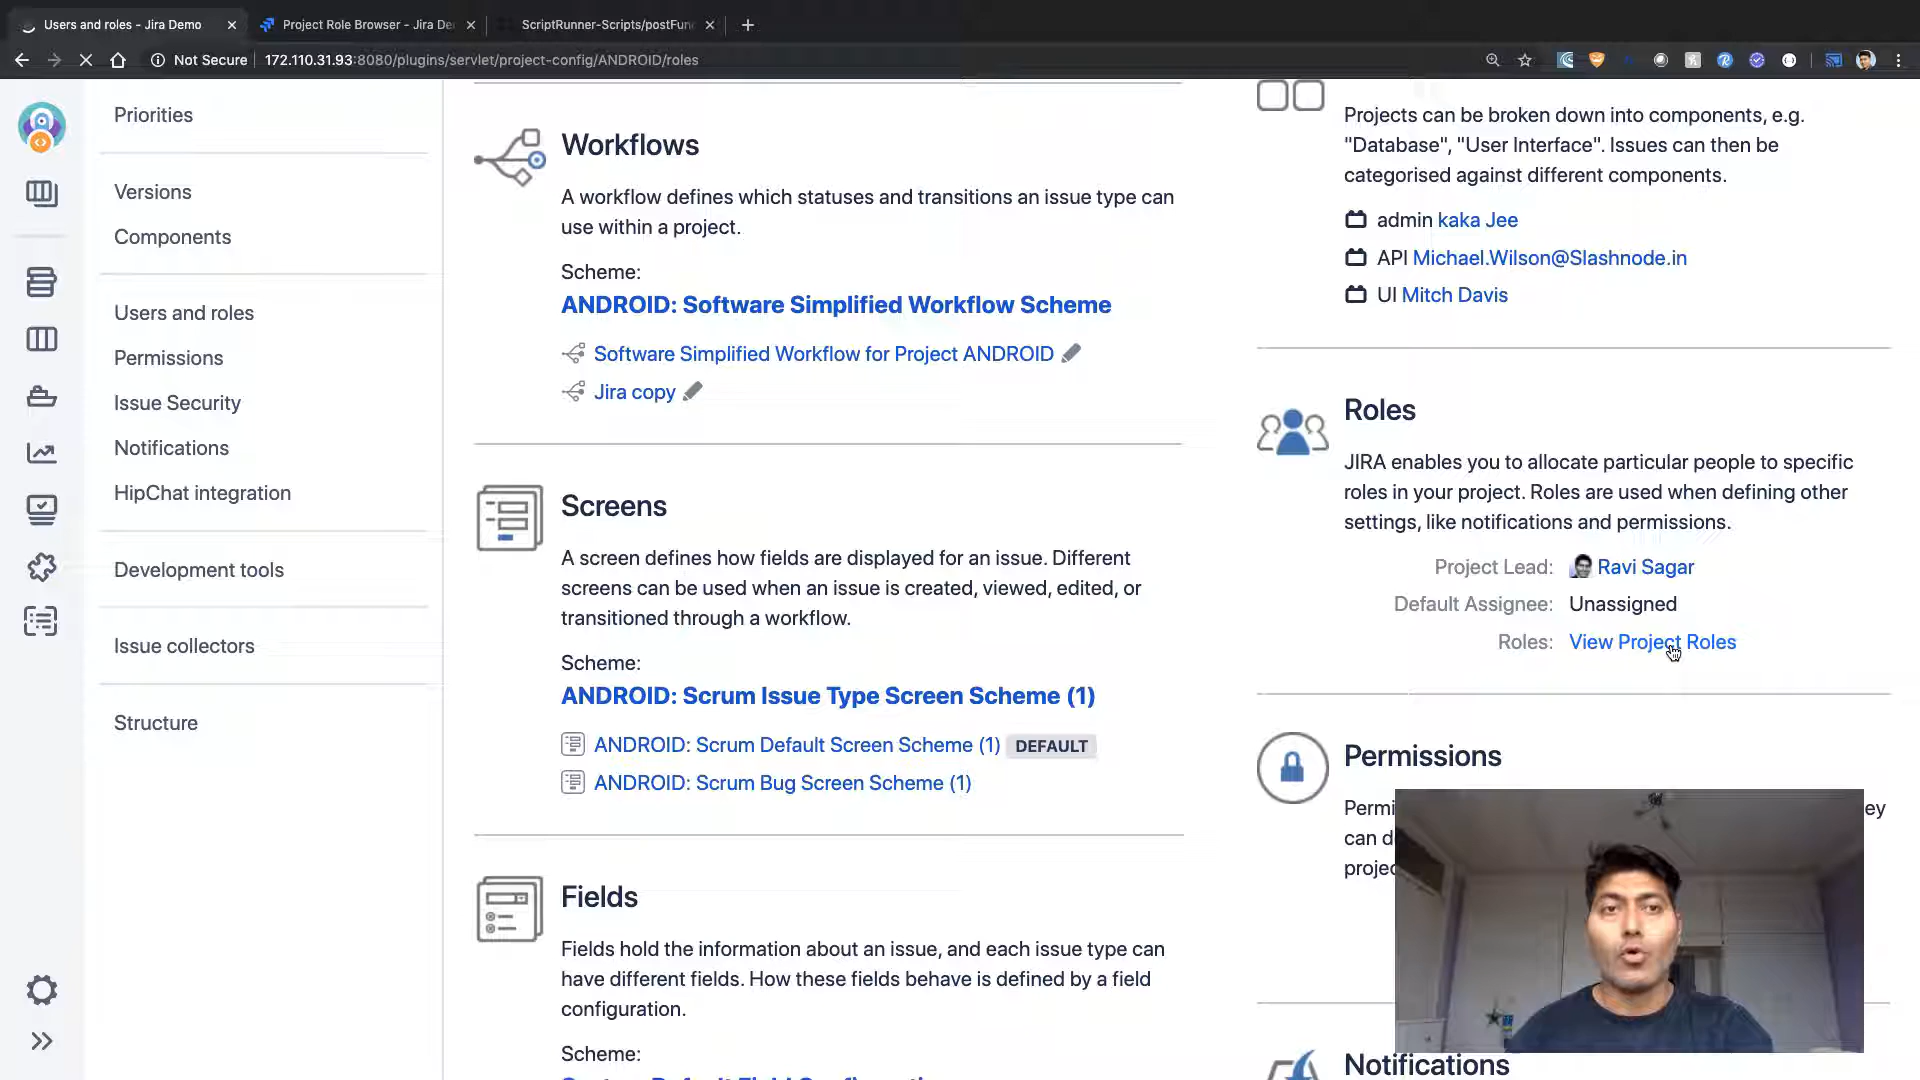 Users and roles - Jira Demo
Project Role Browser - Jira De
ScriptRunner-Scripts/postFun
Not Secure
172.110.31.93:8080/plugins/servlet/project-config/ANDROID/roles
Priorities
Versions
Components
Users and roles
Permissions
Issue Security
Notifications
HipChat integration
Development tools
Issue collectors
Structure
Workflows
A workflow defines which statuses and transitions an issue type can
use within a project.
Scheme:
ANDROID: Software Simplified Workflow Scheme
Software Simplified Workflow for Project ANDROID
Jira copy
Screens
A screen defines how fields are displayed for an issue. Different
screens can be used when an issue is created, viewed, edited, or
transitioned through a workflow.
Scheme:
ANDROID: Scrum Issue Type Screen Scheme (1)
ANDROID: Scrum Default Screen Scheme (1) DEFAULT
ANDROID: Scrum Bug Screen Scheme (1)
Fields
Fields hold the information about an issue, and each issue type can
have different fields. How these fields behave is defined by a field
configuration.
Scheme:
Projects can be broken down into components, e.g.
"Database", "User Interface". Issues can then be
categorised against different components.
admin kaka Jee
API Michael.Wilson@Slashnode.in
UI Mitch Davis
Roles
JIRA enables you to allocate particular people to specific
roles in your project. Roles are used when defining other
settings, like notifications and permissions.
Project Lead: Ravi Sagar
Default Assignee: Unassigned
Roles: View Project Roles
Permissions
Permi ey
can d
projec
Notifications